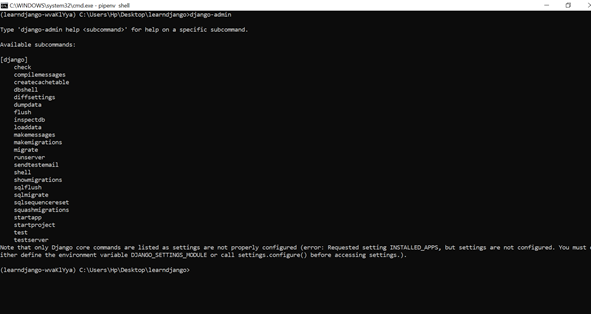 C:\WINDOWS\system32\cmd.exe - pipenv shell
(learndjango-wvaKlYya) C:\Users\Hp\Desktop\learndjango>django-admin
Type 'django-admin help <subcommand>' for help on a specific subcommand.
Available subcommands:
[django]
check
compilemessages
createcachetable
dbshell
diffsettings
dumpdata
flush
inspectdb
loaddata
makemessages
makemigrations
migrate
runserver
sendtestemail
shell
showmigrations
sqlflush
sqlmigrate
sqlsequencereset
squashmigrations
startapp
startproject
test
testserver
Note that only Django core commands are listed as settings are not properly configured (error: Requested setting INSTALLED_APPS, but settings are not configured. You must e
ither define the environment variable DJANGO_SETTINGS_MODULE or call settings.configure() before accessing settings.).
(learndjango-wvaKlYya) C:\Users\Hp\Desktop\learndjango>